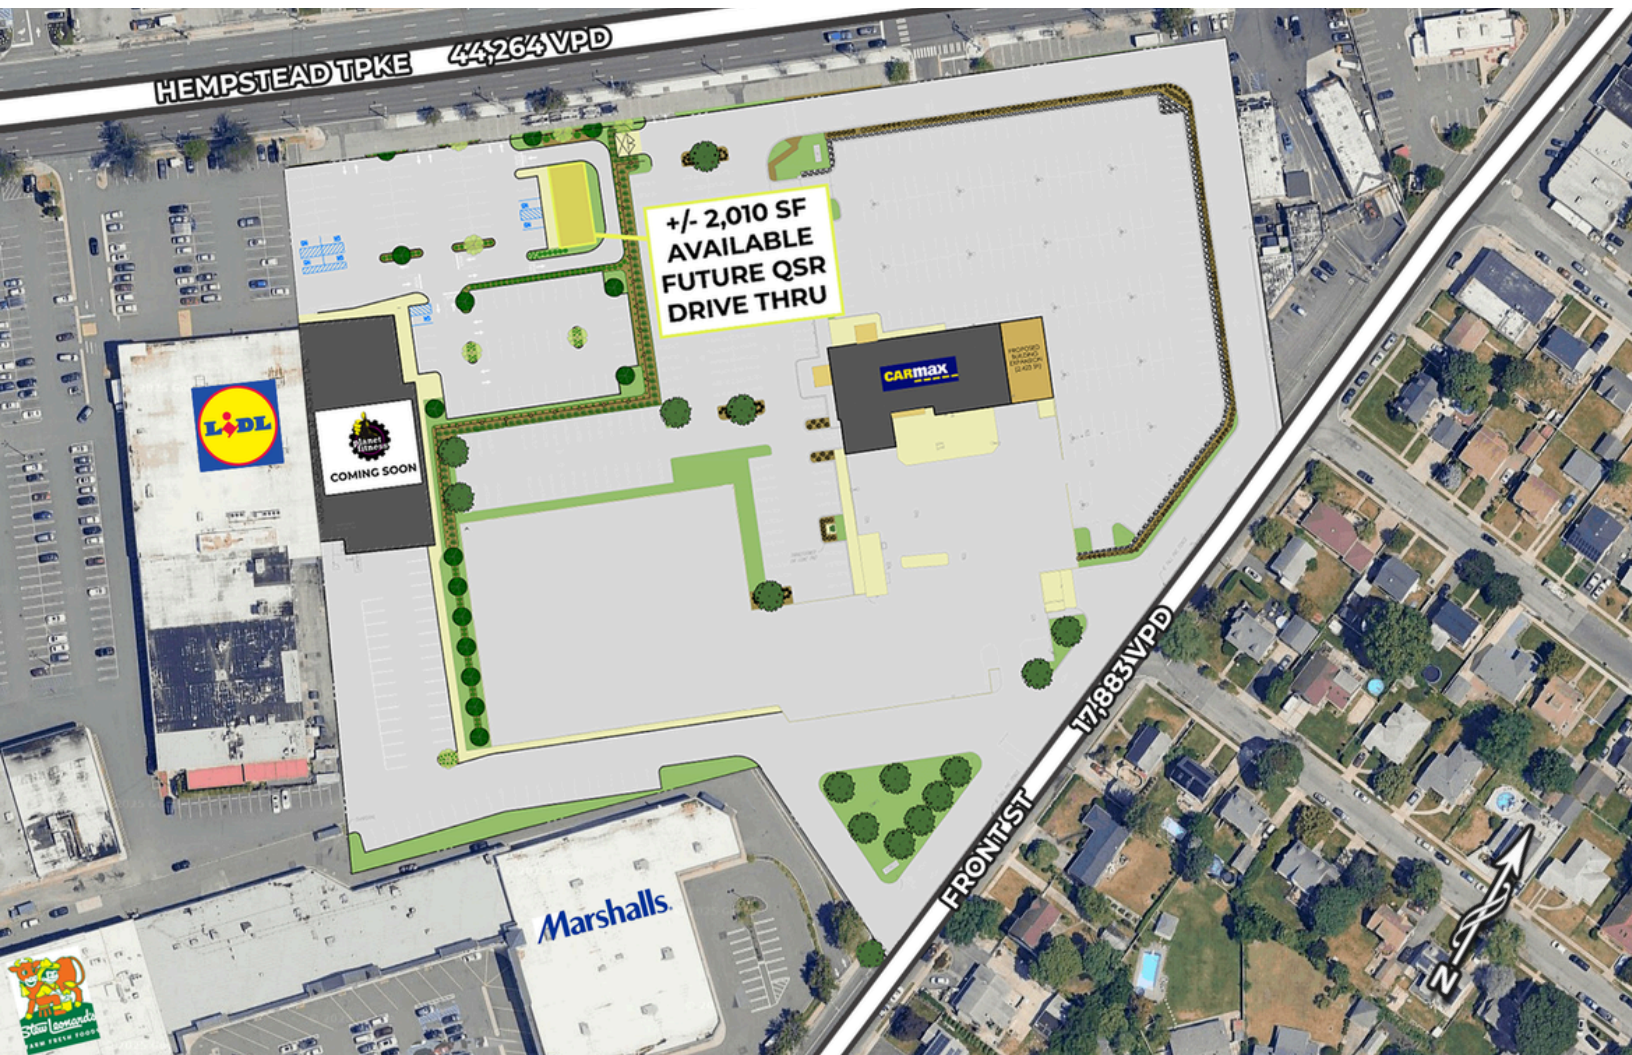 HEMPSTEAD TPKE 44,264 VPD
+/- 2,010 SF
AVAILABLE
FUTURE QSR
DRIVE THRU
CARMAX
PROPOSED
BUILDING
EXPANSION
LIDL
planet
fitness
COMING SOON
17,883 VPD
FRONT ST
Marshalls.
N
Stew Leonard's
FARM FRESH FOODS